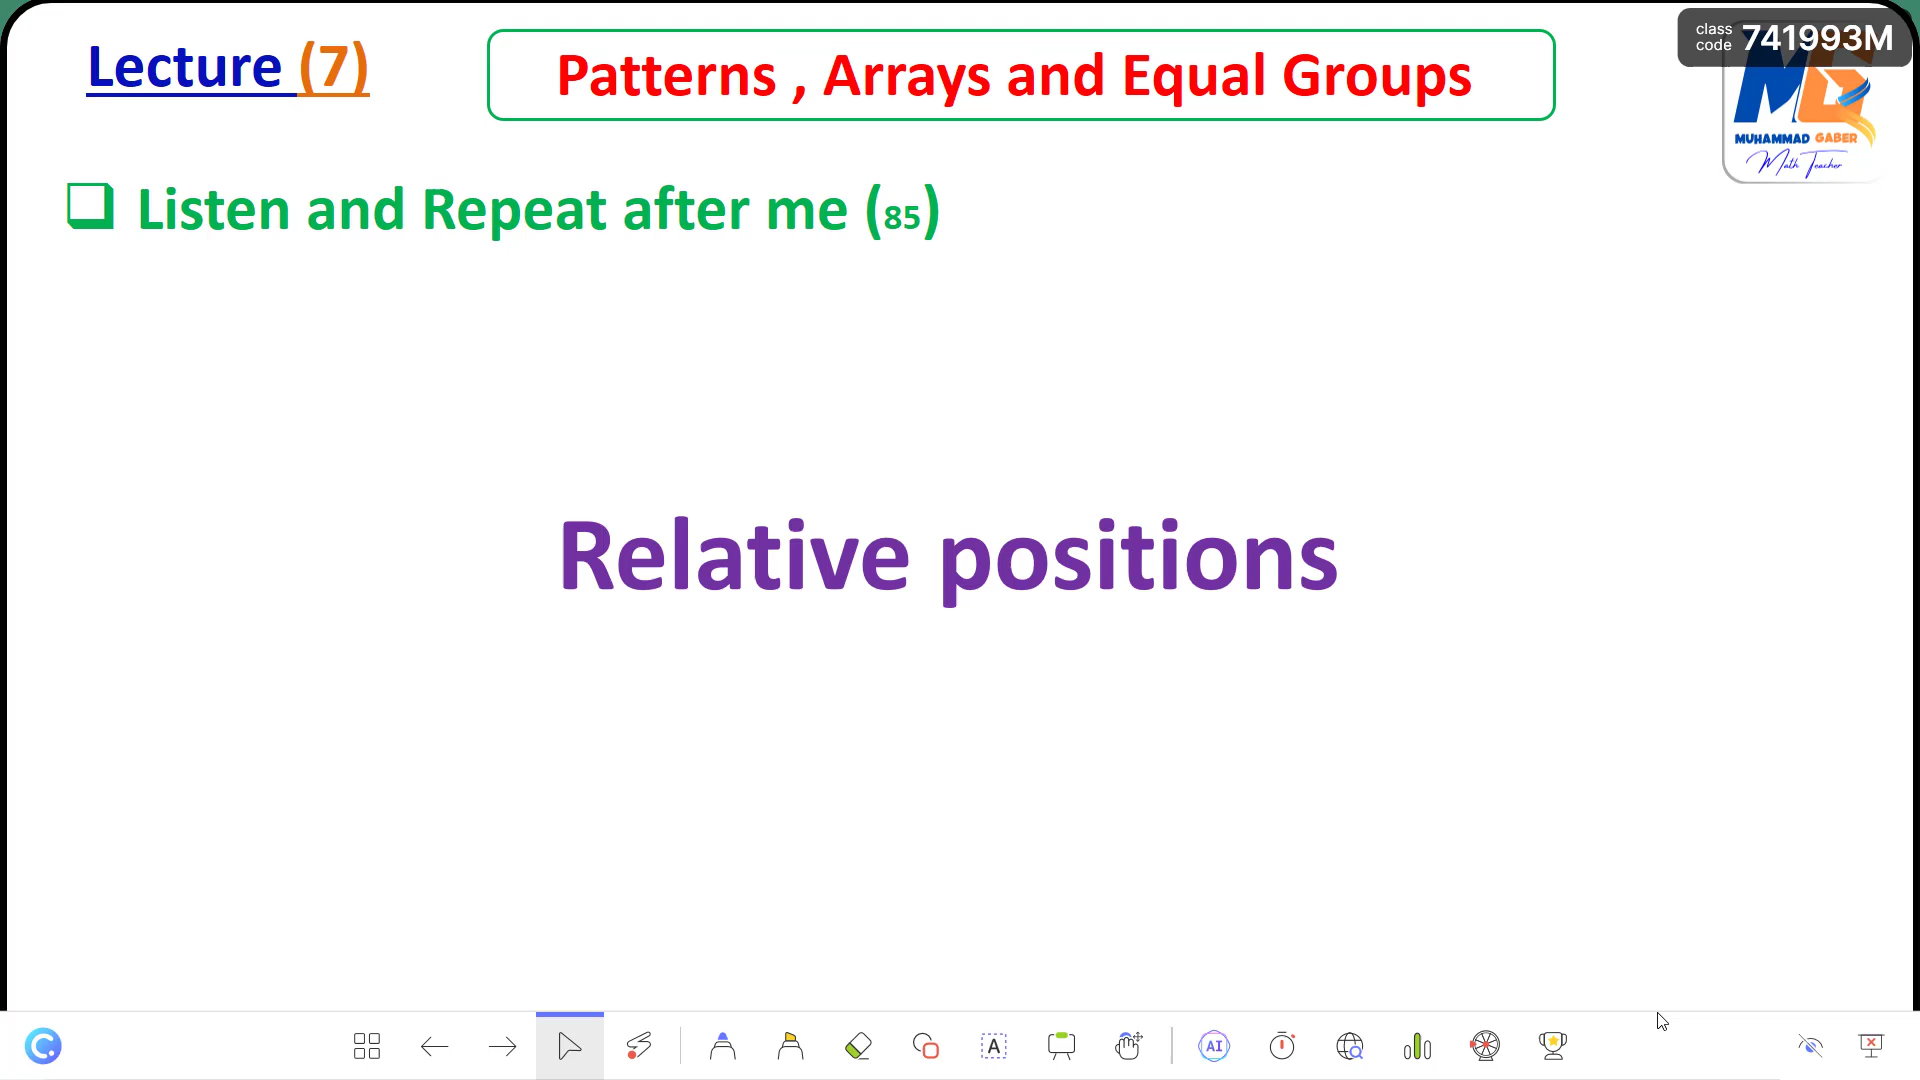 Lecture (7)
Patterns , Arrays and Equal Groups
class code 741993M
MUHAMMAD GABER
Math Teacher
❑ Listen and Repeat after me (85)
Relative positions
A
AI